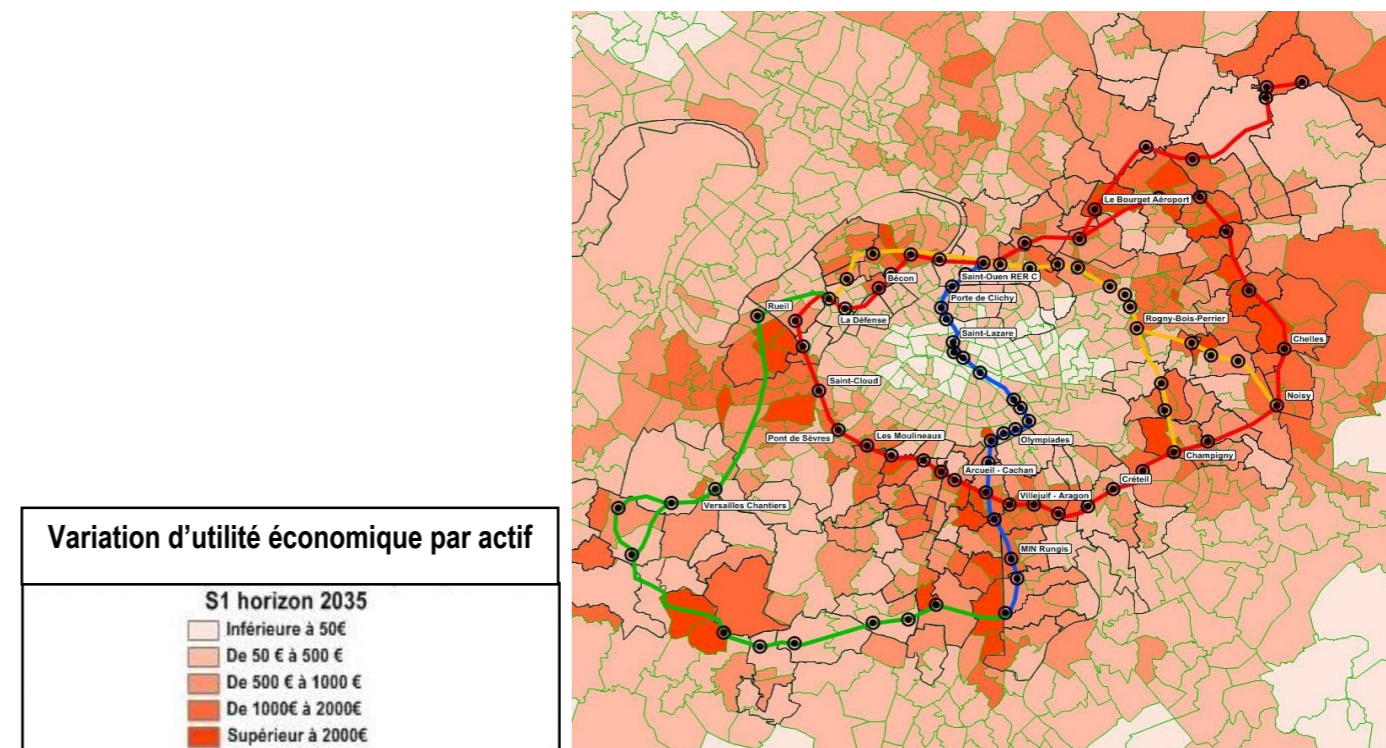 Variation d'utilité économique par actif
S1 horizon 2035
Inférieure à 50€
De 50 € à 500 €
De 500 € à 1000 €
De 1000€ à 2000€
Supérieur à 2000€
Le Bourget Aéroport
Saint-Ouen RER C
Bécon
Porte de Clichy
Rueil
La Défense
Rogny-Bois-Perrier
Saint-Lazare
Chelles
Saint-Cloud
Noisy
Pont de Sèvres
Les Moulineaux
Olympiades
Champigny
Arcueil - Cachan
Créteil
Villejuif - Aragon
Versailles Chantiers
MIN Rungis